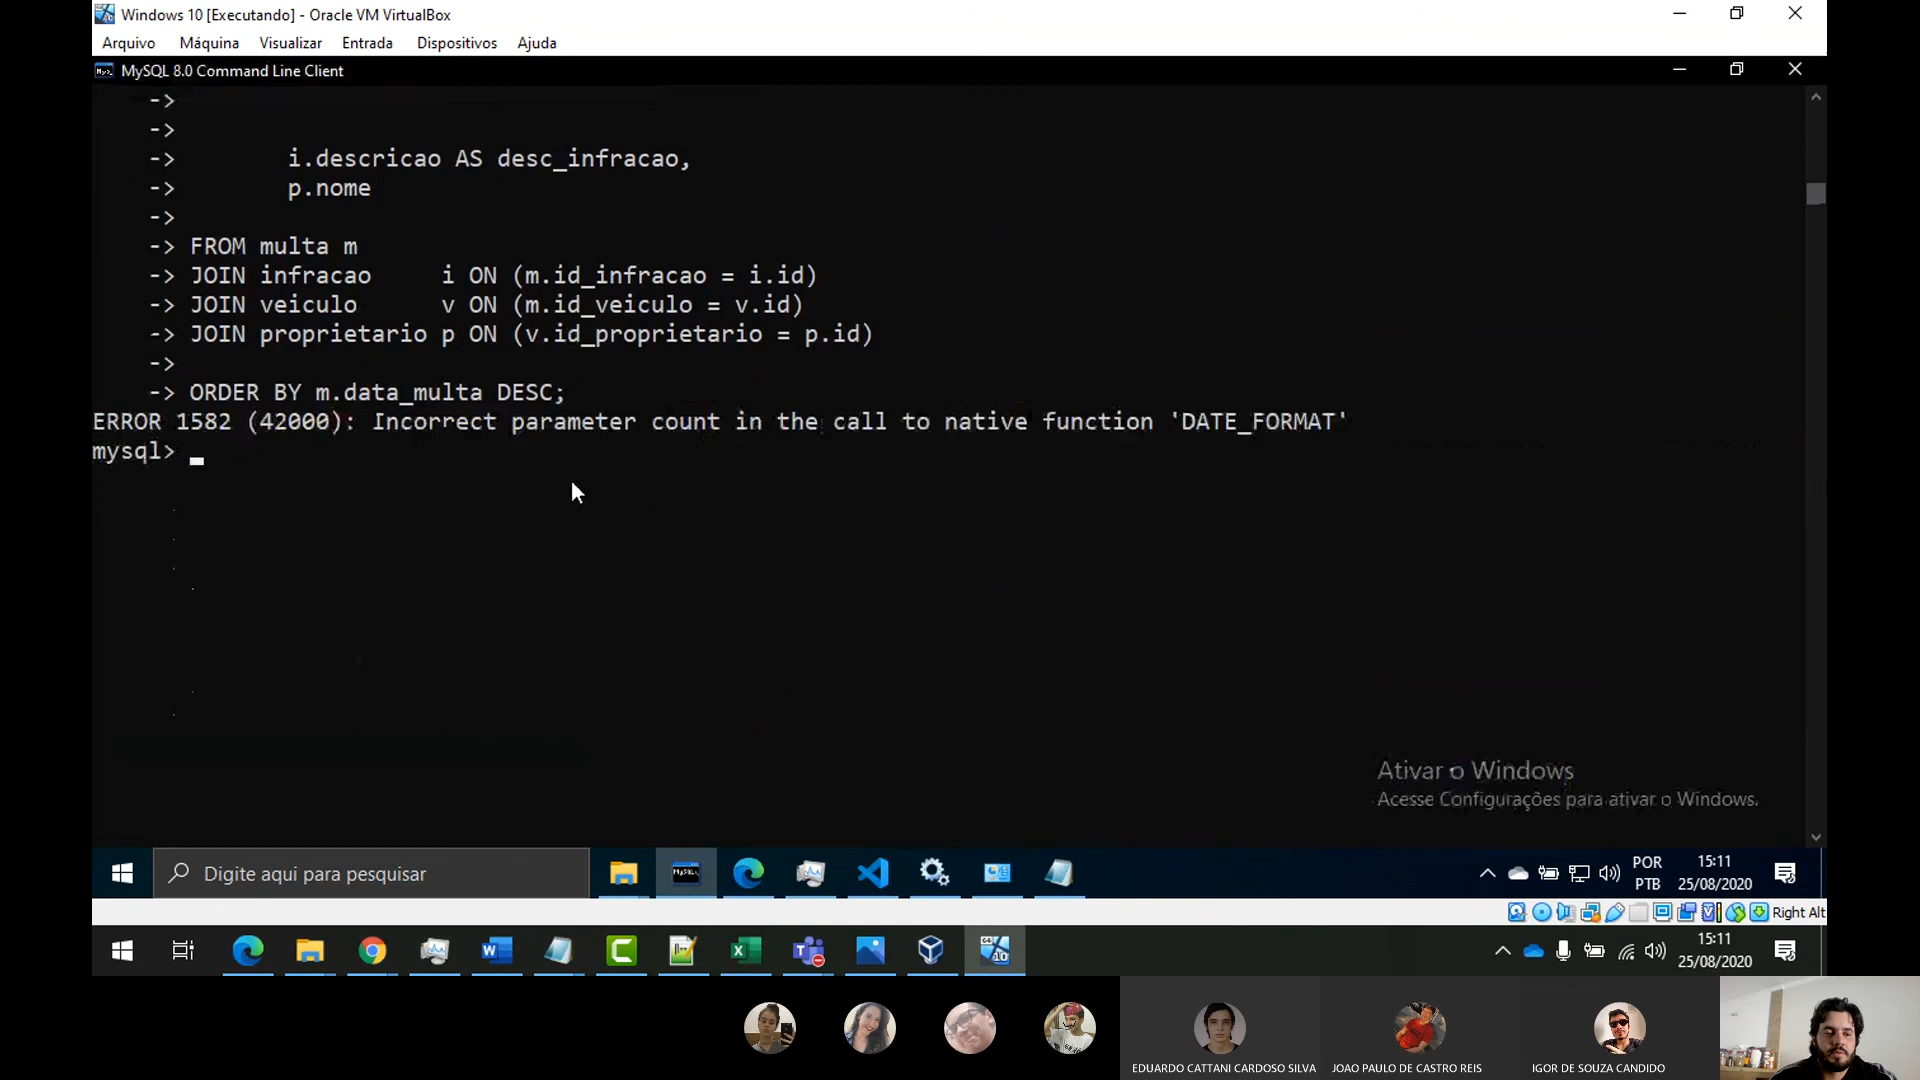 Windows 10 [Executando] - Oracle VM VirtualBox
Arquivo Máquina Visualizar Entrada Dispositivos Ajuda
MySQL 8.0 Command Line Client
->
->
-> i.descricao AS desc_infracao,
-> p.nome
->
-> FROM multa m
-> JOIN infracao i ON (m.id_infracao = i.id)
-> JOIN veiculo v ON (m.id_veiculo = v.id)
-> JOIN proprietario p ON (v.id_proprietario = p.id)
->
-> ORDER BY m.data_multa DESC;
ERROR 1582 (42000): Incorrect parameter count in the call to native function 'DATE_FORMAT'
mysql>
Ativar o Windows
Acesse Configurações para ativar o Windows.
Digite aqui para pesquisar
POR
PTB
15:11
25/08/2020
Right Alt
15:11
25/08/2020
EDUARDO CATTANI CARDOSO SILVA
JOAO PAULO DE CASTRO REIS
IGOR DE SOUZA CANDIDO